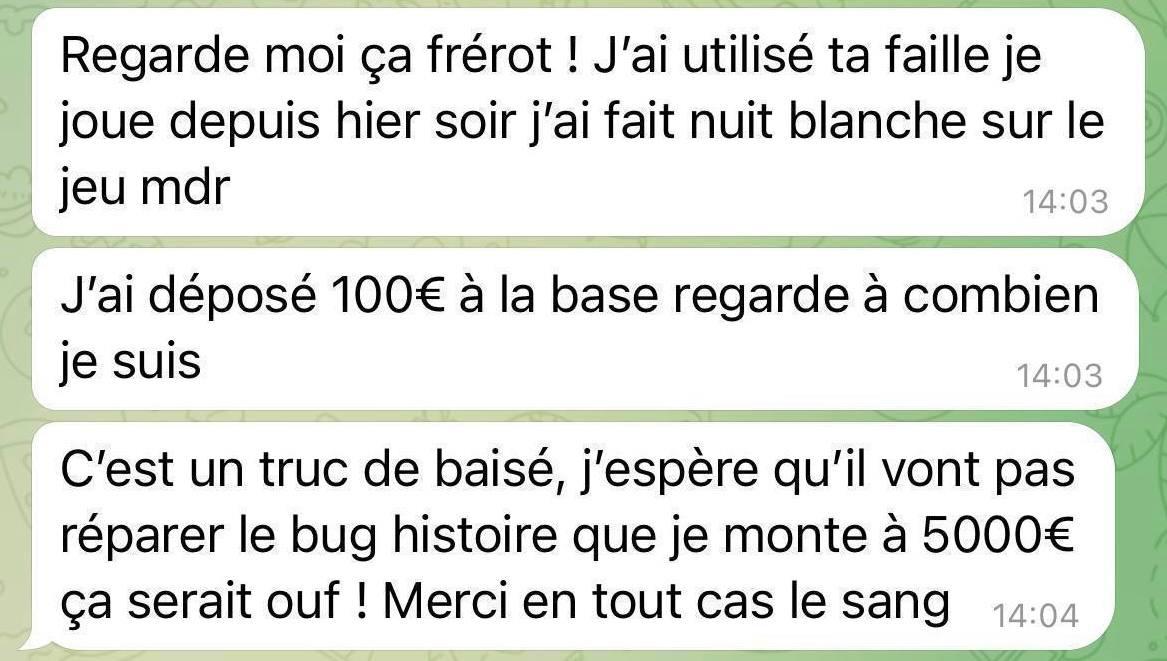 Regarde moi ça frérot ! J’ai utilisé ta faille je
joue depuis hier soir j’ai fait nuit blanche sur le
jeu mdr
14:03
J’ai déposé 100€ à la base regarde à combien
je suis
14:03
C’est un truc de baisé, j’espère qu’il vont pas
réparer le bug histoire que je monte à 5000€
ça serait ouf ! Merci en tout cas le sang
14:04